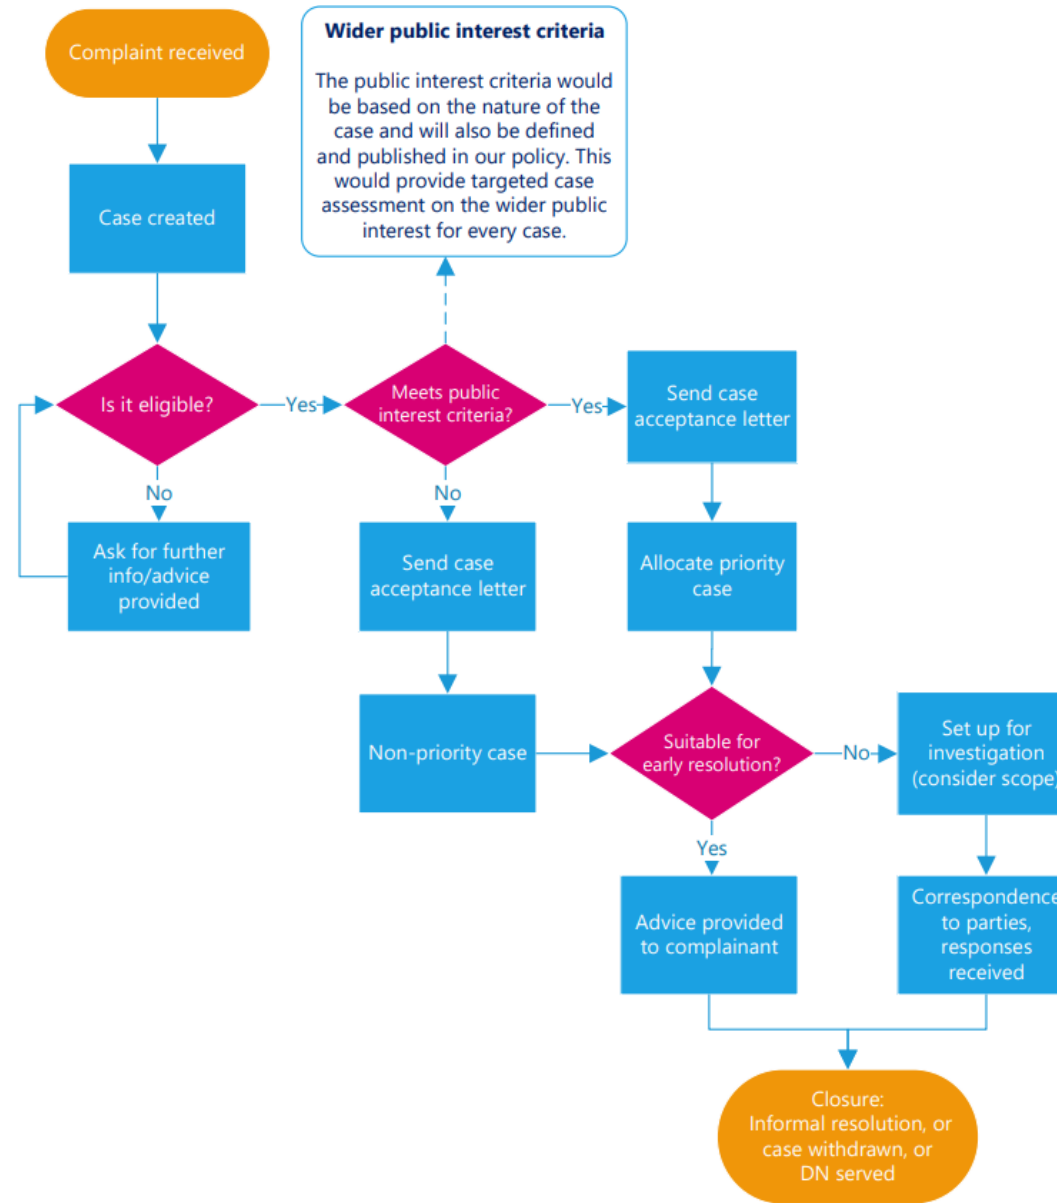 Complaint received
Wider public interest criteria
The public interest criteria would
be based on the nature of the
case and will also be defined
and published in our policy. This
would provide targeted case
assessment on the wider public
interest for every case.
Case created
Is it eligible?
Yes
Meets public
interest criteria?
Yes
Send case
acceptance letter
No
Ask for further
info/advice
provided
No
Send case
acceptance letter
Allocate priority
case
Non-priority case
Suitable for
early resolution?
No
Set up for
investigation
(consider scope)
Yes
Advice provided
to complainant
Correspondence
to parties,
responses
received
Closure:
Informal resolution, or
case withdrawn, or
DN served